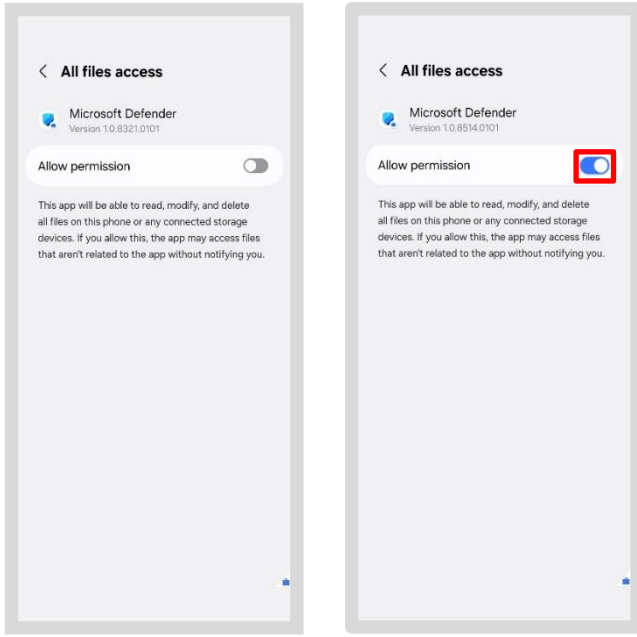 All files access
Microsoft Defender
Version 1.0.8321.0101
Allow permission
This app will be able to read, modify, and delete
all files on this phone or any connected storage
devices. If you allow this, the app may access files
that aren't related to the app without notifying you.
All files access
Microsoft Defender
Version 1.0.8514.0101
Allow permission
This app will be able to read, modify, and delete
all files on this phone or any connected storage
devices. If you allow this, the app may access files
that aren't related to the app without notifying you.